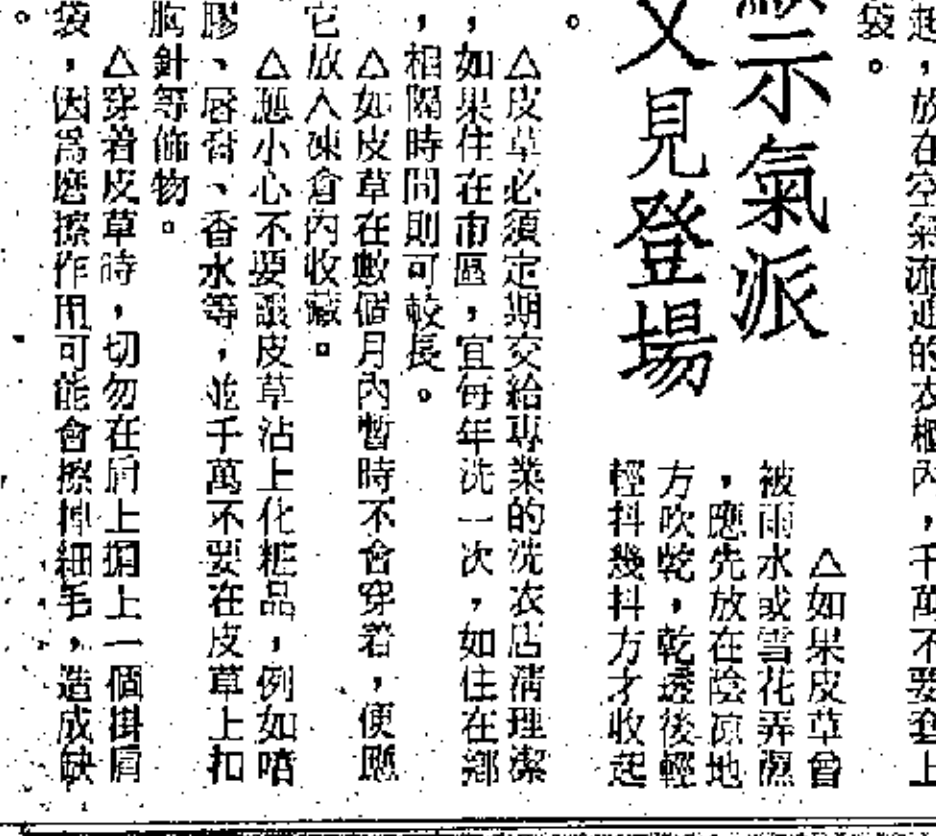 示氣派
又見登場
起，放在空氣流通的衣櫃內，千萬不要套上
袋。
△如果皮草曾
被雨水或雪花弄濕
，應先放在陰凉地
方吹乾，乾透後輕
輕抖幾抖方才收起
。
△皮草必須定期交給專業的洗衣店清理潔
，如果住在市區，宜每年洗一次，如住在鄉
，相隔時間則可較長。
△如皮草在數個月內暫時不會穿着，便應
它放入凍倉內收藏。
△應小心不要讓皮草沾上化粧品，例如噴
膠、唇膏、香水等，並千萬不要在皮草上扣
胸針等飾物。
△穿着皮草時，切勿在肩上揹上一個掛肩
袋，因爲磨擦作用可能會擦掉細毛，造成缺
。